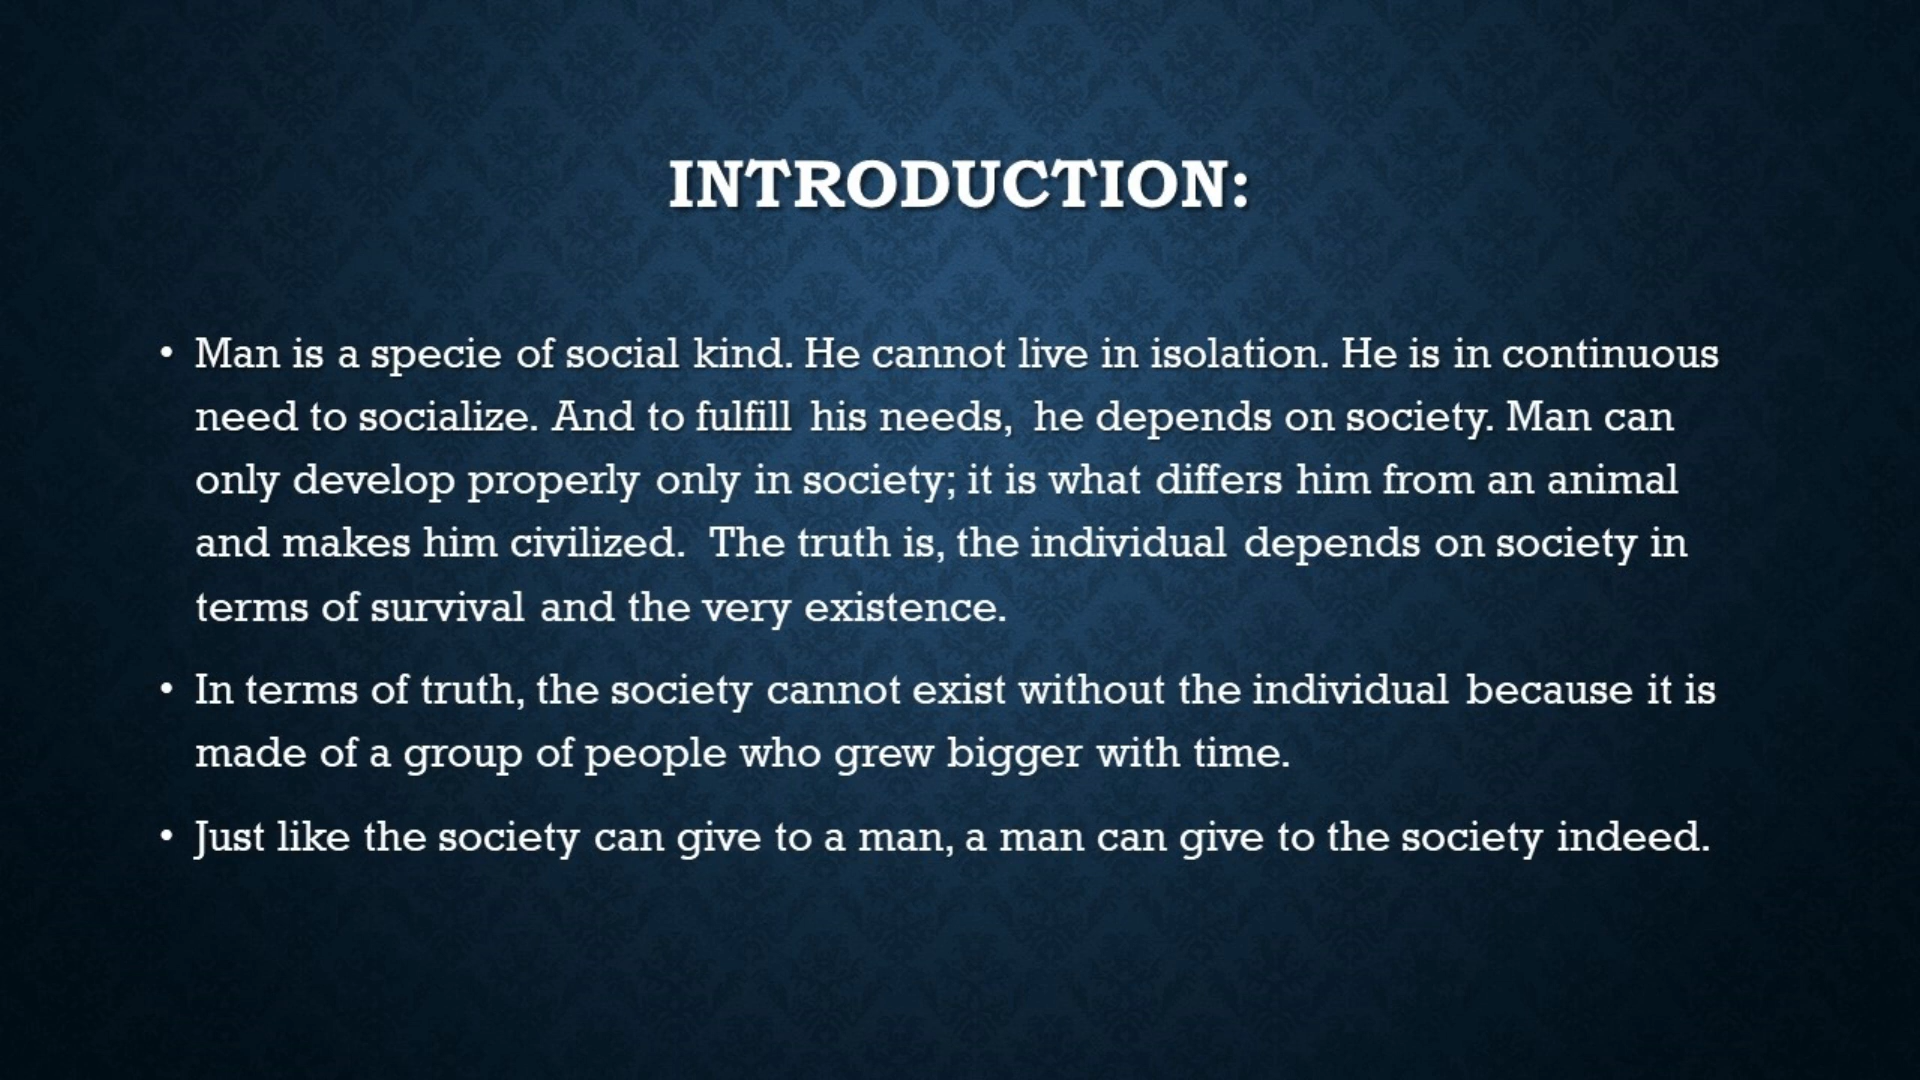 INTRODUCTION:
• Man is a specie of social kind. He cannot live in isolation. He is in continuous
need to socialize. And to fulfill his needs, he depends on society. Man can
only develop properly only in society; it is what differs him from an animal
and makes him civilized. The truth is, the individual depends on society in
terms of survival and the very existence.
• In terms of truth, the society cannot exist without the individual because it is
made of a group of people who grew bigger with time.
• Just like the society can give to a man, a man can give to the society indeed.